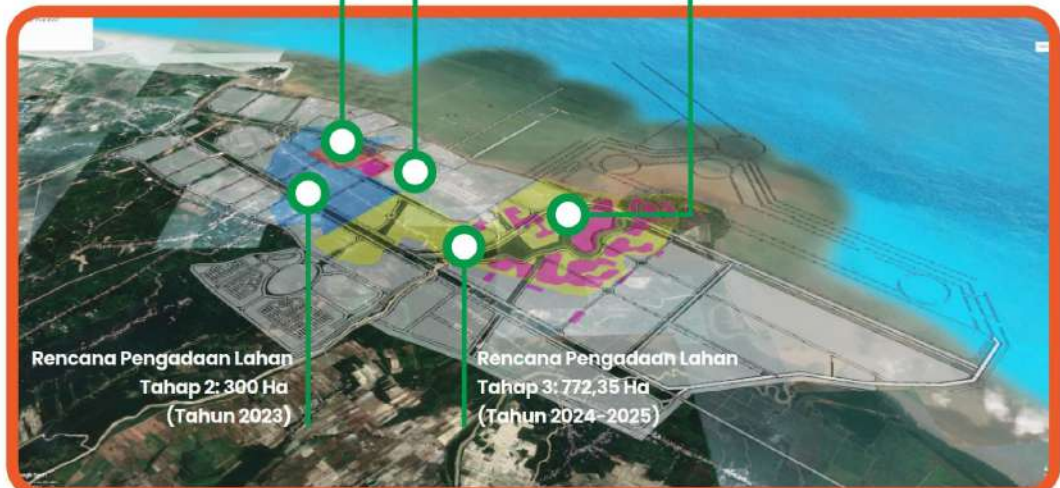 Rencana Pengadaan Lahan
Tahap 2: 300 Ha
(Tahun 2023)
Rencana Pengadaan Lahan
Tahap 3: 772,35 Ha
(Tahun 2024-2025)